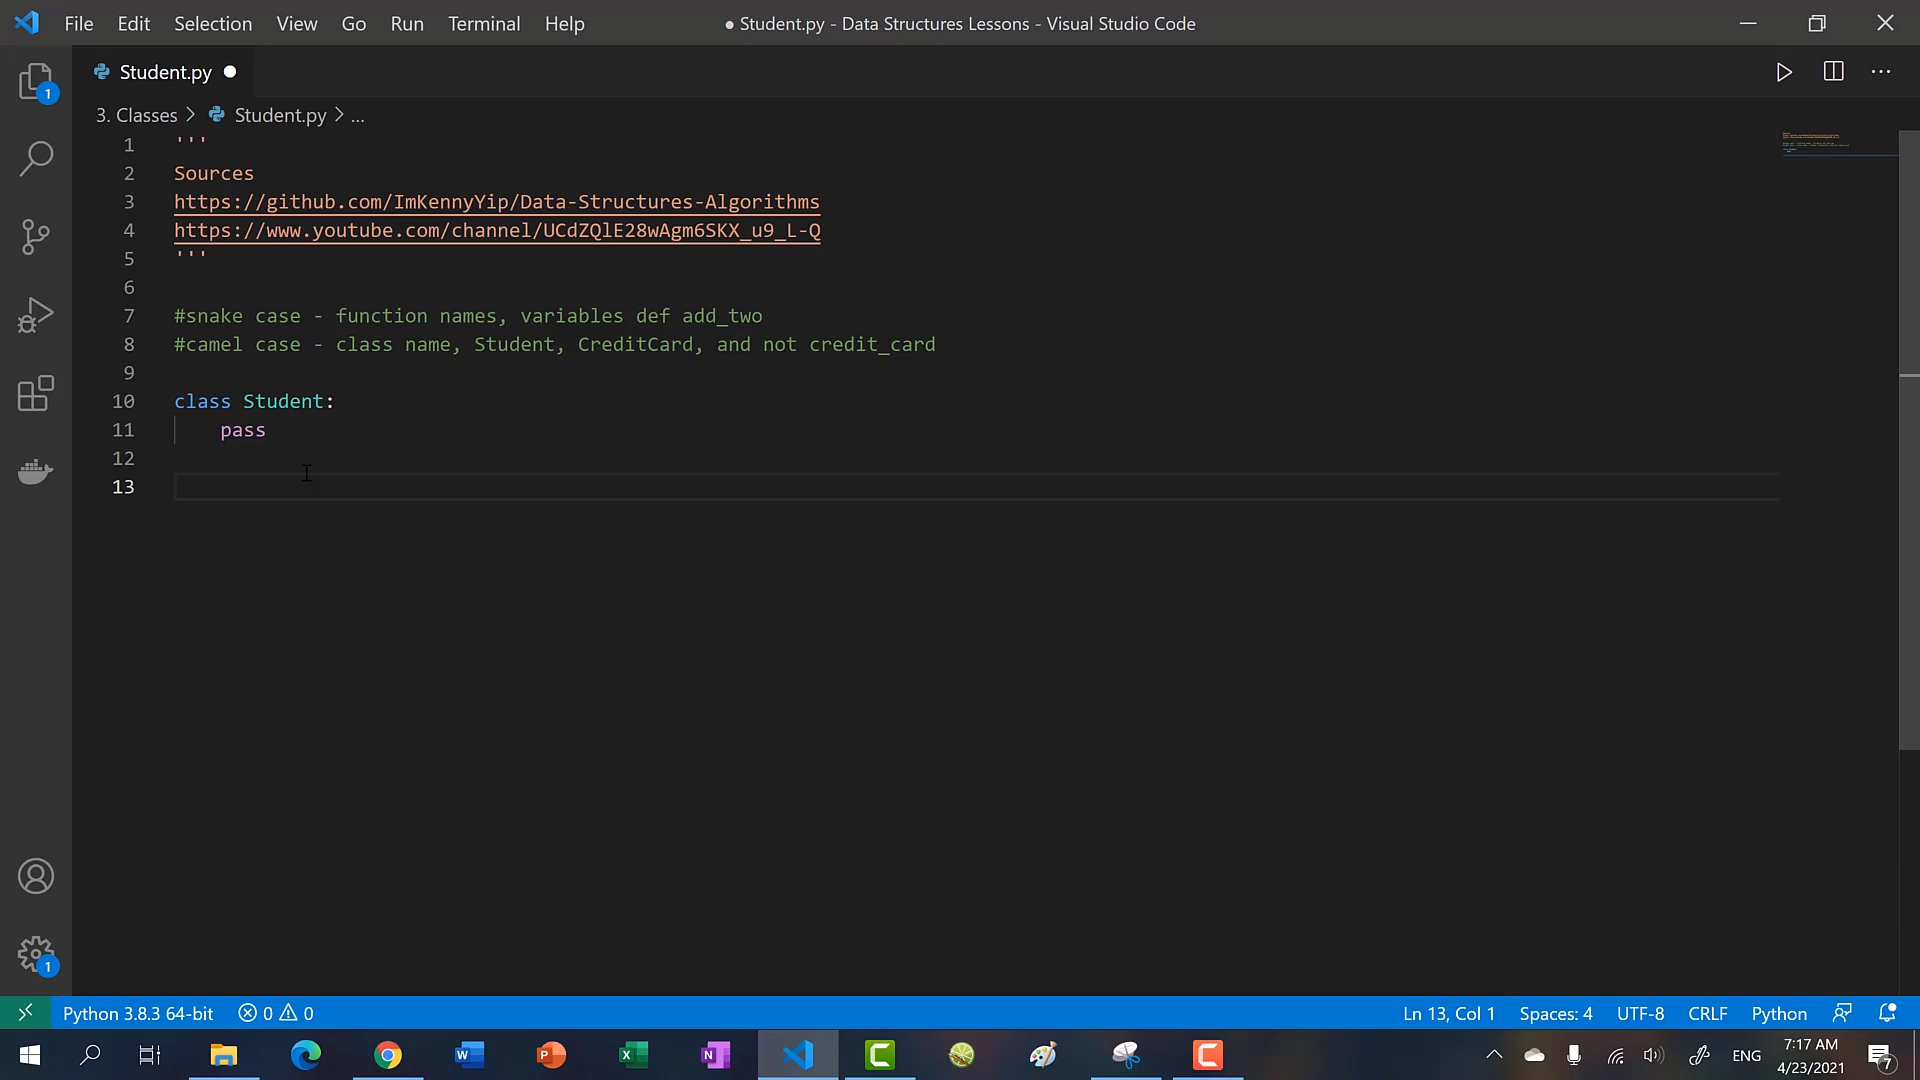 File Edit Selection View Go Run Terminal Help
● Student.py - Data Structures Lessons - Visual Studio Code
Student.py
3. Classes > Student.py > ...
1 '''
2 Sources
3 https://github.com/ImKennyYip/Data-Structures-Algorithms
4 https://www.youtube.com/channel/UCdZQlE28wAgm6SKX_u9_L-Q
5 '''
6
7 #snake case - function names, variables def add_two
8 #camel case - class name, Student, CreditCard, and not credit_card
9
10 class Student:
11 pass
12
13
1
1
Python 3.8.3 64-bit 0 0 Ln 13, Col 1 Spaces: 4 UTF-8 CRLF Python
W P X N C C ENG 7:17 AM
4/23/2021 7